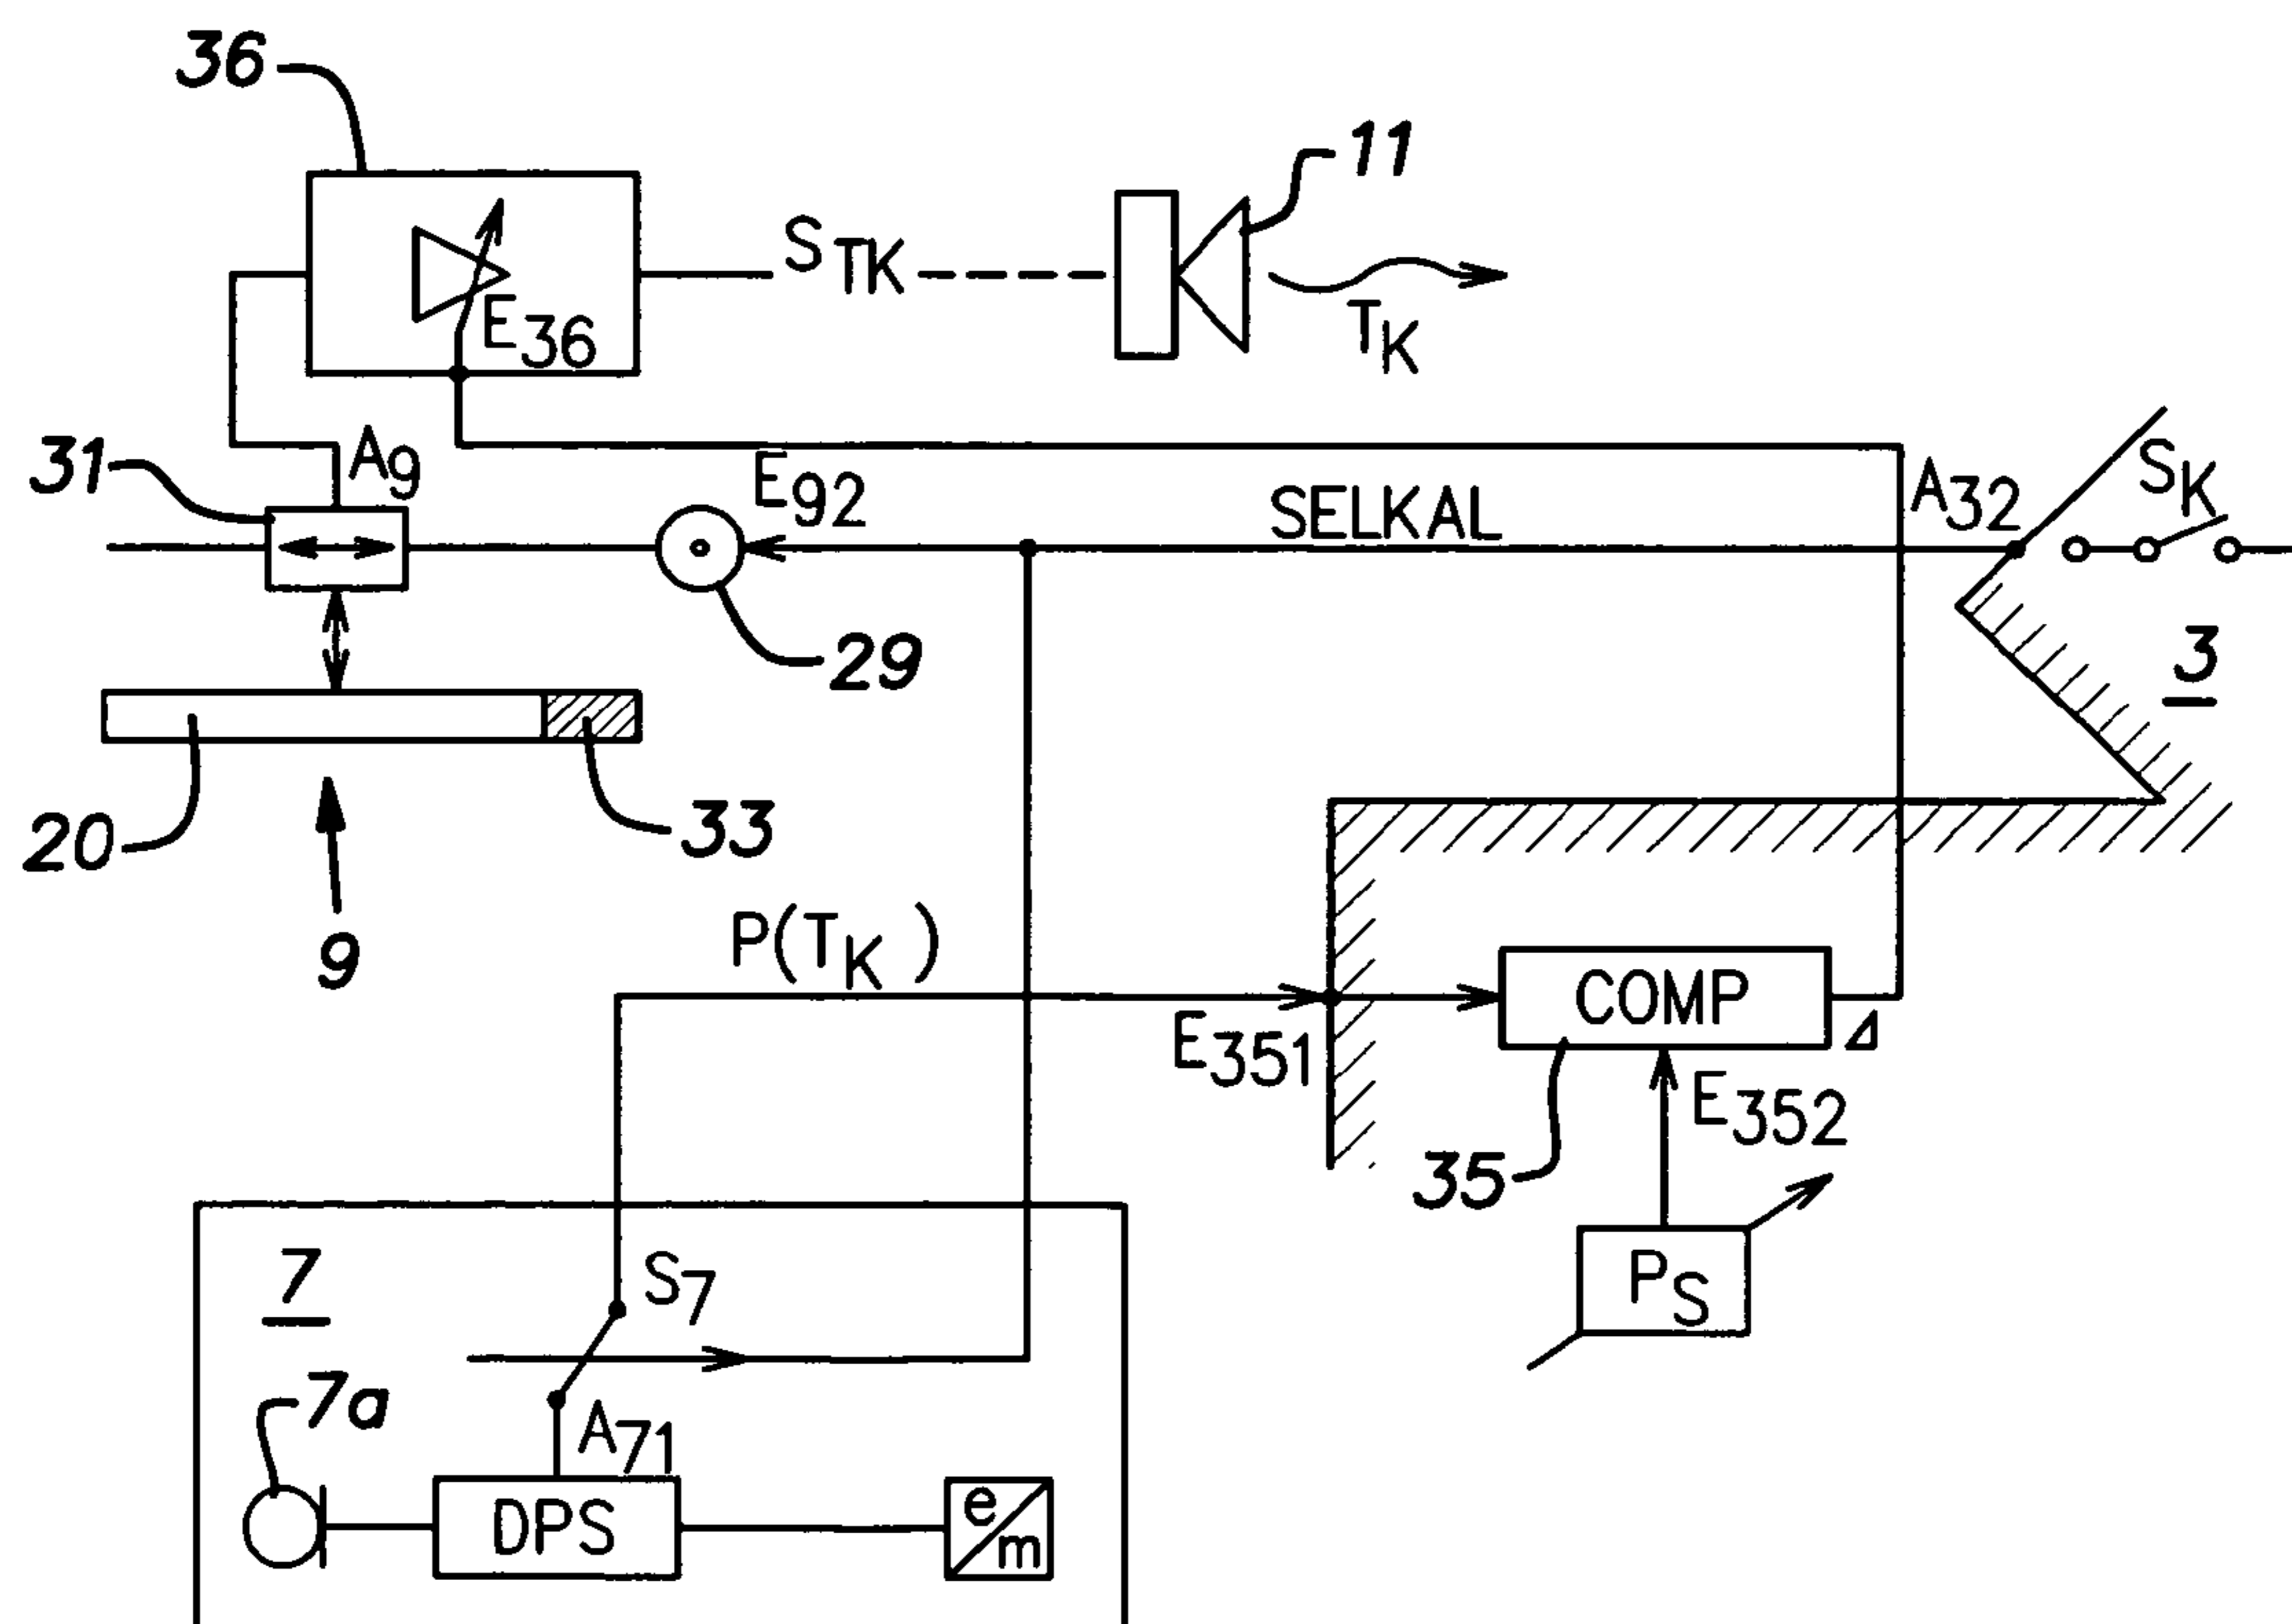 36
11
S TK
E36
TK
31
A9
E92
SELKAL
A32
SK
29
3
20
33
9
P(TK)
E351
COMP
Δ
E352
35
PS
7
S7
7a
A71
DPS
e/m